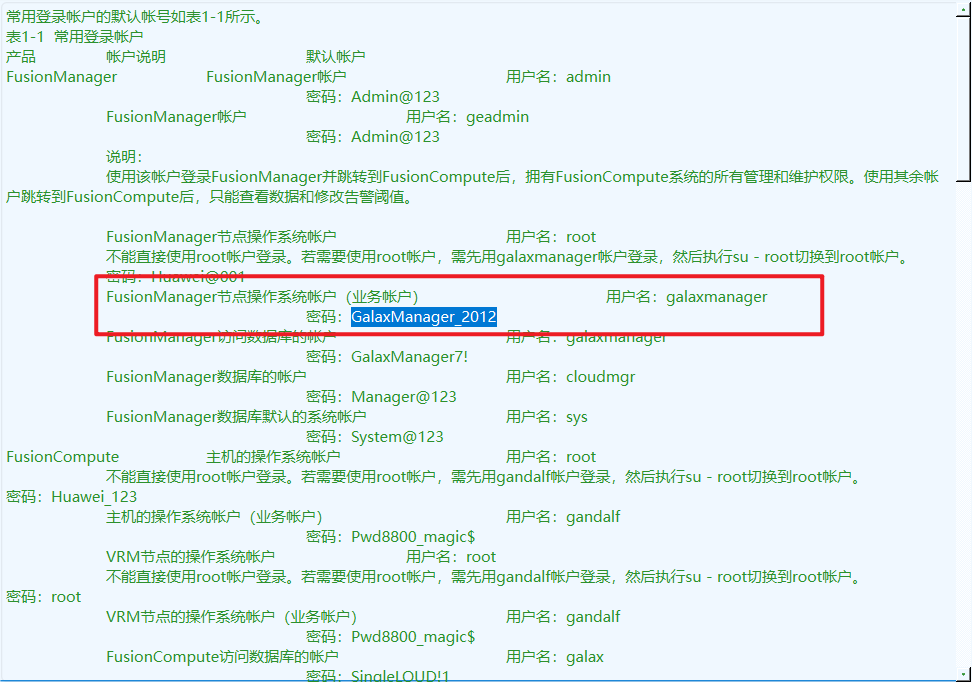 常用登录帐户的默认帐号如表1-1所示。
表1-1 常用登录帐户
产品 帐户说明 默认帐户
FusionManager FusionManager帐户 用户名：admin
密码：Admin@123
FusionManager帐户 用户名：geadmin
密码：Admin@123
说明：
使用该帐户登录FusionManager并跳转到FusionCompute后，拥有FusionCompute系统的所有管理和维护权限。使用其余帐
户跳转到FusionCompute后，只能查看数据和修改告警阈值。
FusionManager节点操作系统帐户 用户名：root
不能直接使用root帐户登录。若需要使用root帐户，需先用galaxmanager帐户登录，然后执行su - root切换到root帐户。
密码：Huawei@001
FusionManager节点操作系统帐户（业务帐户） 用户名：galaxmanager
密码：GalaxManager_2012
FusionManager访问数据库的帐户 用户名：galaxmanager
密码：GalaxManager7!
FusionManager数据库的帐户 用户名：cloudmgr
密码：Manager@123
FusionManager数据库默认的系统帐户 用户名：sys
密码：System@123
FusionCompute 主机的操作系统帐户 用户名：root
不能直接使用root帐户登录。若需要使用root帐户，需先用gandalf帐户登录，然后执行su - root切换到root帐户。
密码：Huawei_123
主机的操作系统帐户（业务帐户） 用户名：gandalf
密码：Pwd8800_magic$
VRM节点的操作系统帐户 用户名：root
不能直接使用root帐户登录。若需要使用root帐户，需先用gandalf帐户登录，然后执行su - root切换到root帐户。
密码：root
VRM节点的操作系统帐户（业务帐户） 用户名：gandalf
密码：Pwd8800_magic$
FusionCompute访问数据库的帐户 用户名：galax
密码：SingleLOUD!1